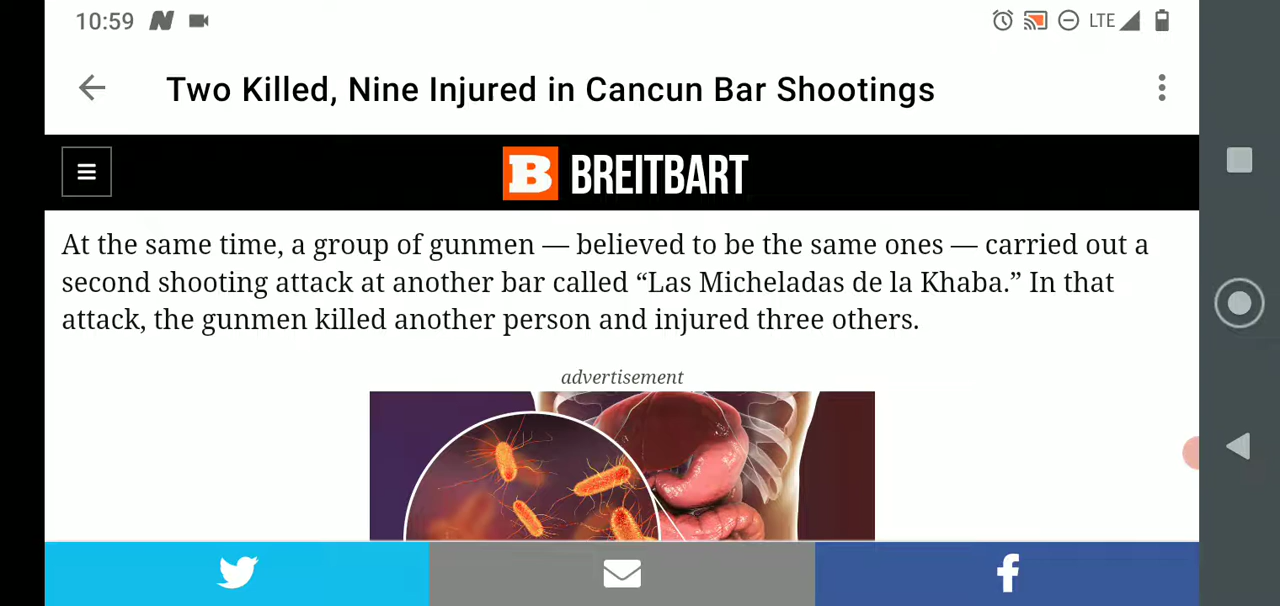 10:59 LTE
Two Killed, Nine Injured in Cancun Bar Shootings
B BREITBART
At the same time, a group of gunmen — believed to be the same ones — carried out a
second shooting attack at another bar called “Las Micheladas de la Khaba.” In that
attack, the gunmen killed another person and injured three others.
advertisement